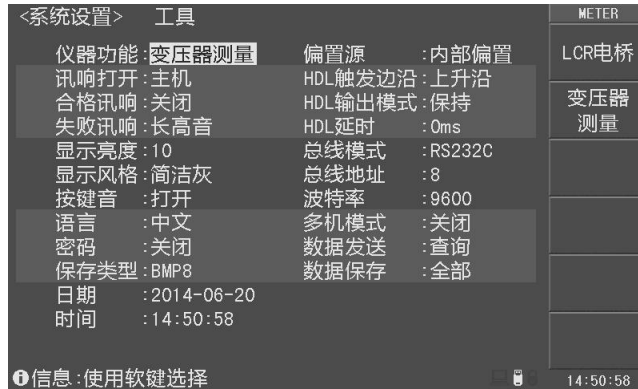 <系统设置> 工具 METER
仪器功能:变压器测量 偏置源 :内部偏置 LCR电桥
讯响打开:主机 HDL触发边沿:上升沿
合格讯响:关闭 HDL输出模式:保持 变压器
失败讯响:长高音 HDL延时 :0ms 测量
显示亮度:10 总线模式 :RS232C
显示风格:简洁灰 总线地址 :8
按键音 :打开 波特率 :9600
语言 :中文 多机模式 :关闭
密码 :关闭 数据发送 :查询
保存类型:BMP8 数据保存 :全部
日期 :2014-06-20
时间 :14:50:58
信息:使用软键选择 14:50:58